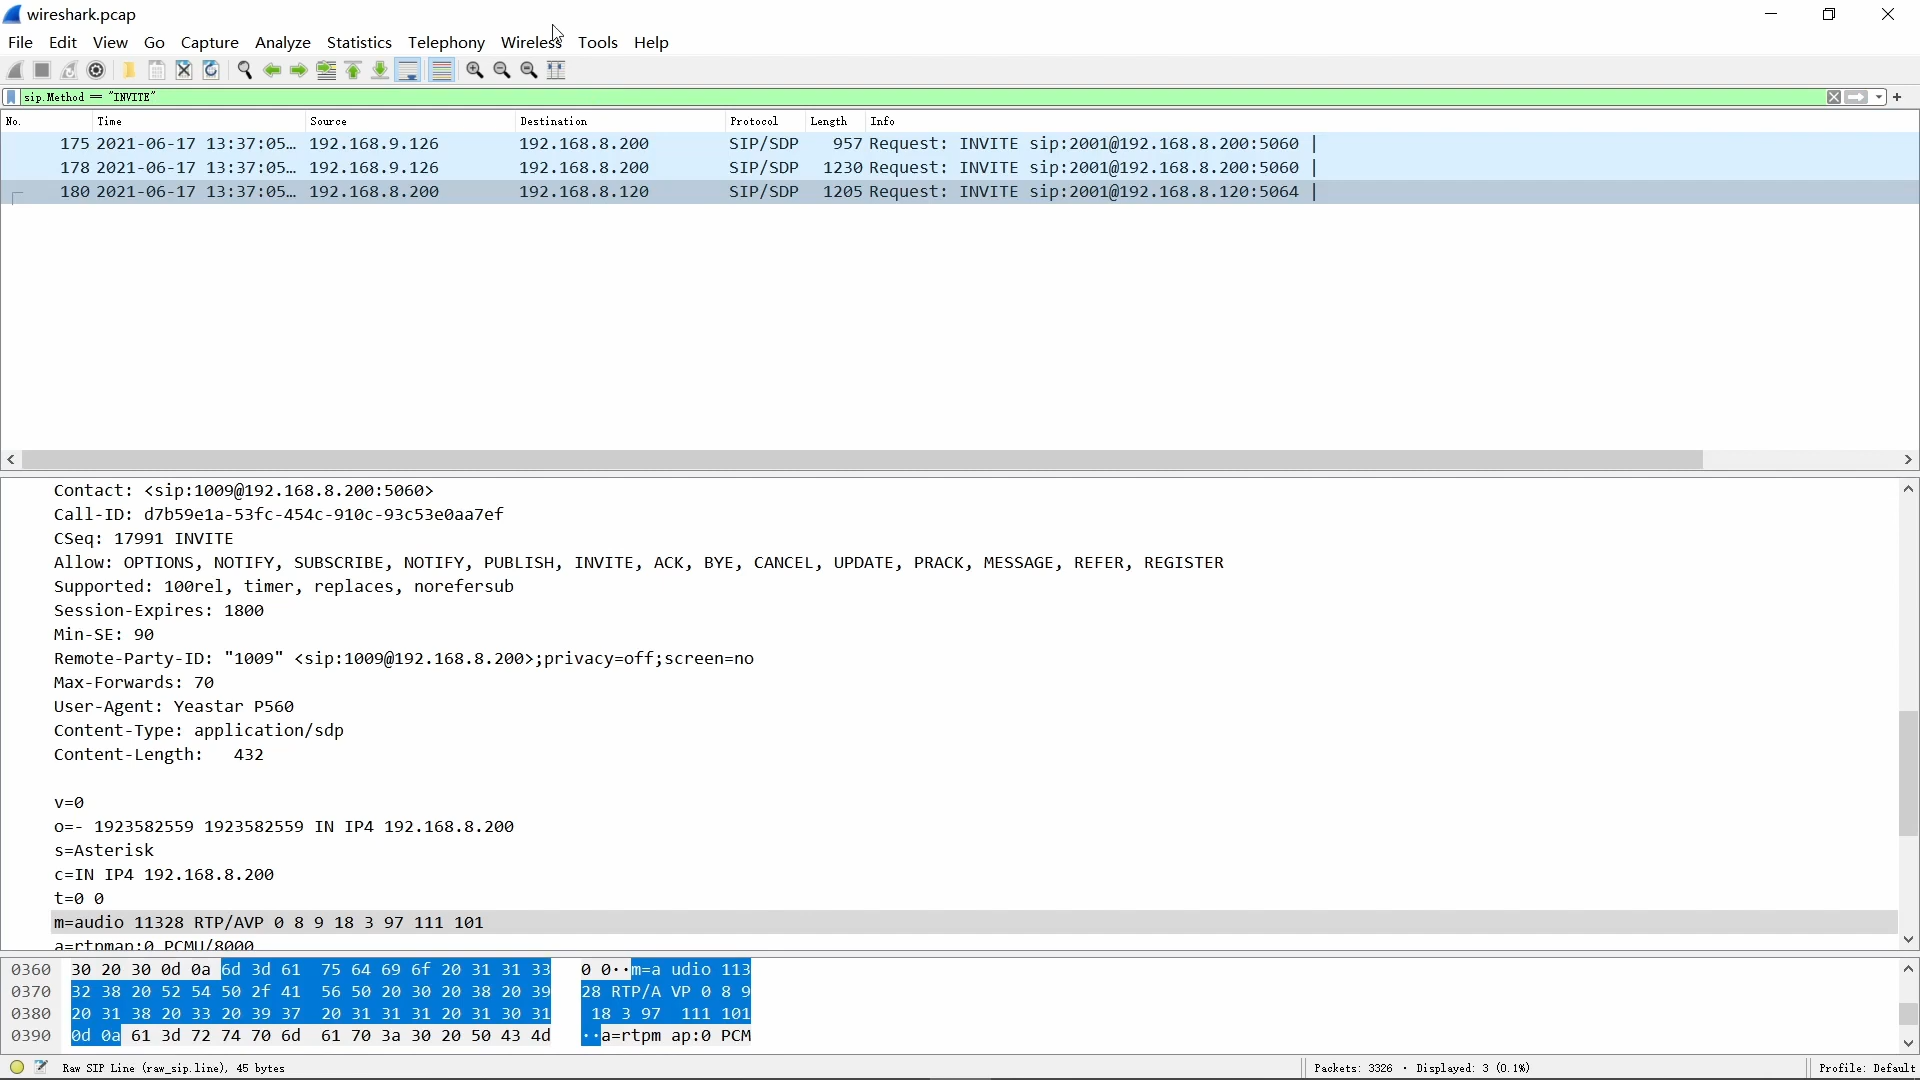 wireshark.pcap
File Edit View Go Capture Analyze Statistics Telephony Wireless Tools Help
sip.Method == "INVITE"
No. Time Source Destination Protocol Length Info
175 2021-06-17 13:37:05… 192.168.9.126 192.168.8.200 SIP/SDP 957 Request: INVITE sip:2001@192.168.8.200:5060 |
178 2021-06-17 13:37:05… 192.168.9.126 192.168.8.200 SIP/SDP 1230 Request: INVITE sip:2001@192.168.8.200:5060 |
180 2021-06-17 13:37:05… 192.168.8.200 192.168.8.120 SIP/SDP 1205 Request: INVITE sip:2001@192.168.8.120:5064 |
Contact: <sip:1009@192.168.8.200:5060>
Call-ID: d7b59e1a-53fc-454c-910c-93c53e0aa7ef
CSeq: 17991 INVITE
Allow: OPTIONS, NOTIFY, SUBSCRIBE, NOTIFY, PUBLISH, INVITE, ACK, BYE, CANCEL, UPDATE, PRACK, MESSAGE, REFER, REGISTER
Supported: 100rel, timer, replaces, norefersub
Session-Expires: 1800
Min-SE: 90
Remote-Party-ID: "1009" <sip:1009@192.168.8.200>;privacy=off;screen=no
Max-Forwards: 70
User-Agent: Yeastar P560
Content-Type: application/sdp
Content-Length:   432
v=0
o=- 1923582559 1923582559 IN IP4 192.168.8.200
s=Asterisk
c=IN IP4 192.168.8.200
t=0 0
m=audio 11328 RTP/AVP 0 8 9 18 3 97 111 101
a=rtpmap:0 PCMU/8000
0360 30 20 30 0d 0a 6d 3d 61 75 64 69 6f 20 31 31 33 0 0··m=a udio 113
0370 32 38 20 52 54 50 2f 41 56 50 20 30 20 38 20 39 28 RTP/A VP 0 8 9
0380 20 31 38 20 33 20 39 37 20 31 31 31 20 31 30 31 18 3 97 111 101
0390 0d 0a 61 3d 72 74 70 6d 61 70 3a 30 20 50 43 4d ··a=rtpm ap:0 PCM
Raw SIP Line (raw_sip.line), 45 bytes Packets: 3326 · Displayed: 3 (0.1%) Profile: Default